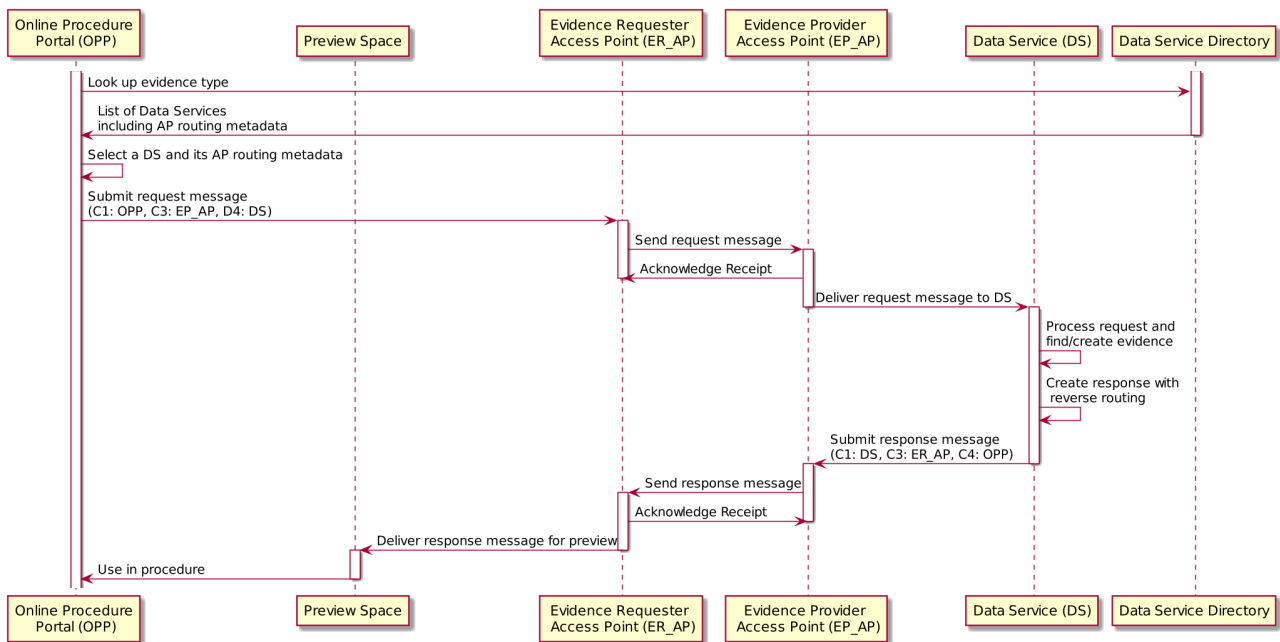 Online Procedure
Portal (OPP)
Preview Space
Evidence Requester
Access Point (ER_AP)
Evidence Provider
Access Point (EP_AP)
Data Service (DS)
Data Service Directory
Look up evidence type
List of Data Services
including AP routing metadata
Select a DS and its AP routing metadata
Submit request message
(C1: OPP, C3: EP_AP, D4: DS)
Send request message
Acknowledge Receipt
Deliver request message to DS
Process request and
find/create evidence
Create response with
reverse routing
Submit response message
(C1: DS, C3: ER_AP, C4: OPP)
Send response message
Acknowledge Receipt
Deliver response message for preview
Use in procedure
Online Procedure
Portal (OPP)
Preview Space
Evidence Requester
Access Point (ER_AP)
Evidence Provider
Access Point (EP_AP)
Data Service (DS)
Data Service Directory